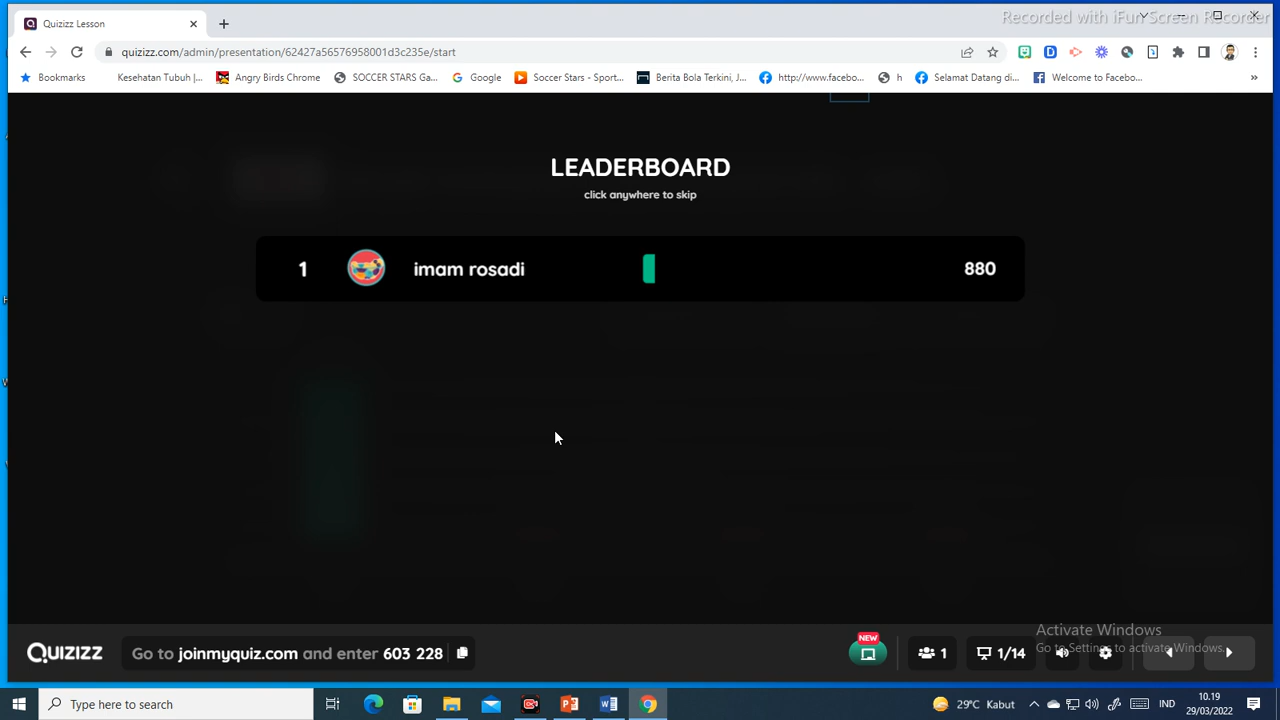 Recorded with iFun Screen Recorder
Quizizz Lesson
quizizz.com/admin/presentation/62427a56576958001d3c235e/start
Bookmarks
Kesehatan Tubuh |...
Angry Birds Chrome
SOCCER STARS Ga...
Google
Soccer Stars - Sport...
Berita Bola Terkini, J...
http://www.facebo...
()
Selamat Datang di...
Welcome to Facebo...
LEADERBOARD
click anywhere to skip
1 imam rosadi 880
Activate Windows
Go to Settings to activate Windows.
Quizizz
Go to joinmyquiz.com and enter 603 228
NEW
1
1/14
Type here to search
29°C Kabut
IND
10.19
29/03/2022